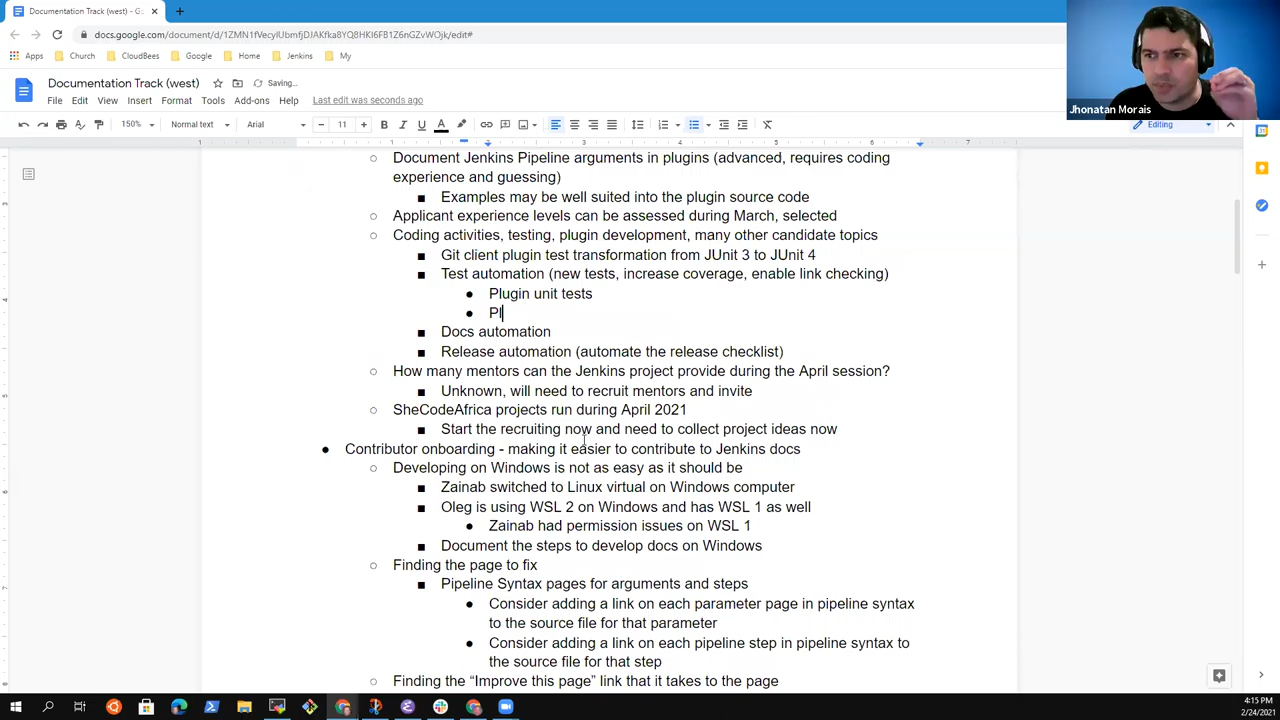 Documentation Track (west) - G
docs.google.com/document/d/1ZMN1fVecyiUbmfjDJAKfka8YQ8HKI6FB1Z6nGZvWOjk/edit#
Apps
Church
CloudBees
Google
Home
Jenkins
My
Documentation Track (west)
Saving...
File
Edit
View
Insert
Format
Tools
Add-ons
Help
Last edit was seconds ago
150%
Normal text
Arial
11
Editing
Jhonatan Morais
○ Document Jenkins Pipeline arguments in plugins (advanced, requires coding
experience and guessing)
■ Examples may be well suited into the plugin source code
○ Applicant experience levels can be assessed during March, selected
○ Coding activities, testing, plugin development, many other candidate topics
■ Git client plugin test transformation from JUnit 3 to JUnit 4
■ Test automation (new tests, increase coverage, enable link checking)
● Plugin unit tests
● Pl
■ Docs automation
■ Release automation (automate the release checklist)
○ How many mentors can the Jenkins project provide during the April session?
■ Unknown, will need to recruit mentors and invite
○ SheCodeAfrica projects run during April 2021
■ Start the recruiting now and need to collect project ideas now
● Contributor onboarding - making it easier to contribute to Jenkins docs
○ Developing on Windows is not as easy as it should be
■ Zainab switched to Linux virtual on Windows computer
■ Oleg is using WSL 2 on Windows and has WSL 1 as well
● Zainab had permission issues on WSL 1
■ Document the steps to develop docs on Windows
○ Finding the page to fix
■ Pipeline Syntax pages for arguments and steps
● Consider adding a link on each parameter page in pipeline syntax
to the source file for that parameter
● Consider adding a link on each pipeline step in pipeline syntax to
the source file for that step
○ Finding the “Improve this page” link that it takes to the page
4:15 PM
2/24/2021